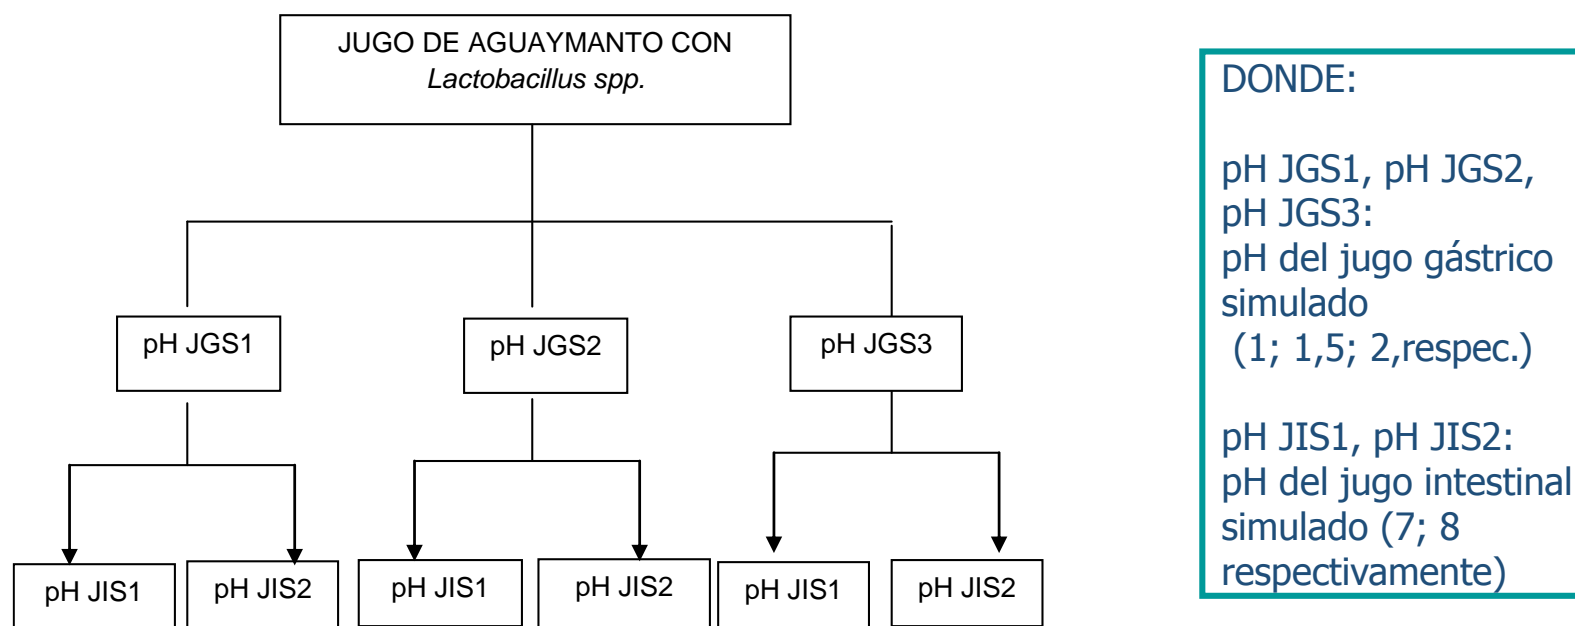 JUGO DE AGUAYMANTO CON
Lactobacillus spp.
pH JGS1
pH JGS2
pH JGS3
pH JIS1
pH JIS2
pH JIS1
pH JIS2
pH JIS1
pH JIS2
DONDE:
pH JGS1, pH JGS2,
pH JGS3:
pH del jugo gástrico
simulado
(1; 1,5; 2,respec.)
pH JIS1, pH JIS2:
pH del jugo intestinal
simulado (7; 8
respectivamente)